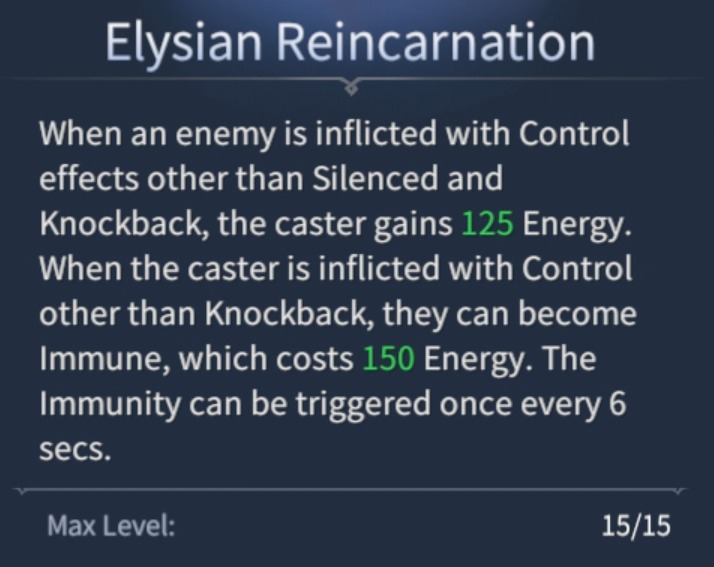 Elysian Reincarnation
When an enemy is inflicted with Control
effects other than Silenced and
Knockback, the caster gains 125 Energy.
When the caster is inflicted with Control
other than Knockback, they can become
Immune, which costs 150 Energy. The
Immunity can be triggered once every 6
secs.
Max Level: 15/15